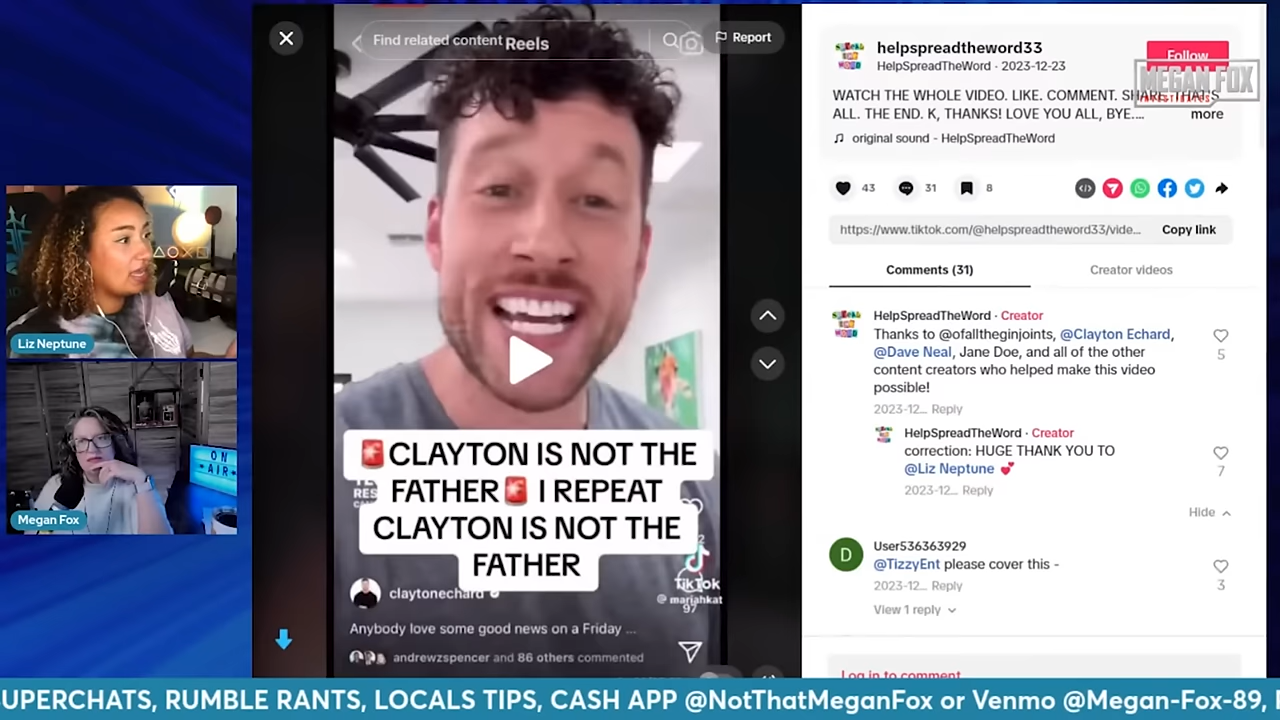 Find related content
Reels
Report
🚨CLAYTON IS NOT THE
FATHER🚨 I REPEAT
CLAYTON IS NOT THE
FATHER
TikTok
@ mariahkat
97
claytonechard
Anybody love some good news on a Friday ...
andrewzspencer and 86 others commented
Liz Neptune
ON
AIR
Megan Fox
helpspreadtheword33
HelpSpreadTheWord · 2023-12-23
Follow
MEGAN FOX
INVESTIGATES
WATCH THE WHOLE VIDEO. LIKE. COMMENT. SHARE. THAT'S
ALL. THE END. K, THANKS! LOVE YOU ALL, BYE....
more
original sound - HelpSpreadTheWord
43
31
8
https://www.tiktok.com/@helpspreadtheword33/vide...
Copy link
Comments (31)
Creator videos
HelpSpreadTheWord · Creator
Thanks to @ofalltheginjoints, @Clayton Echard,
@Dave Neal, Jane Doe, and all of the other
content creators who helped make this video
possible!
5
2023-12... Reply
HelpSpreadTheWord · Creator
correction: HUGE THANK YOU TO
@Liz Neptune 💕
7
2023-12... Reply
Hide
D
User536363929
@TizzyEnt please cover this -
3
2023-12... Reply
View 1 reply
Log in to comment
SUPERCHATS, RUMBLE RANTS, LOCALS TIPS, CASH APP @NotThatMeganFox or Venmo @Megan-Fox-89,